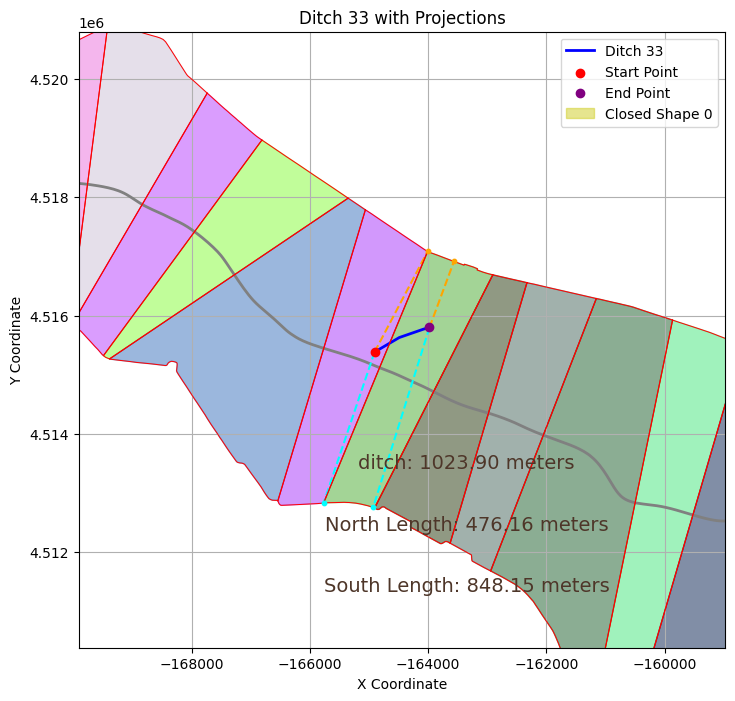 Ditch 33 with Projections
1e6
Ditch 33
Start Point
End Point
Closed Shape 0
4.520
4.518
4.516
4.514
4.512
Y Coordinate
ditch: 1023.90 meters
North Length: 476.16 meters
South Length: 848.15 meters
−168000
−166000
−164000
−162000
−160000
X Coordinate